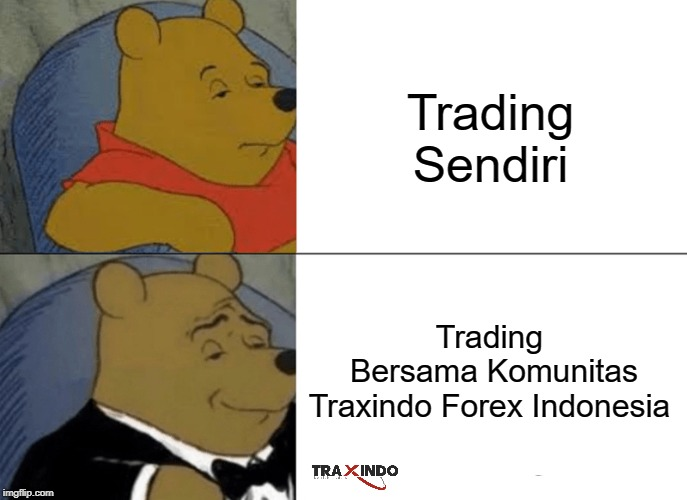 Trading
Sendiri
Trading
Bersama Komunitas
Traxindo Forex Indonesia
TRAXINDO
imgflip.com